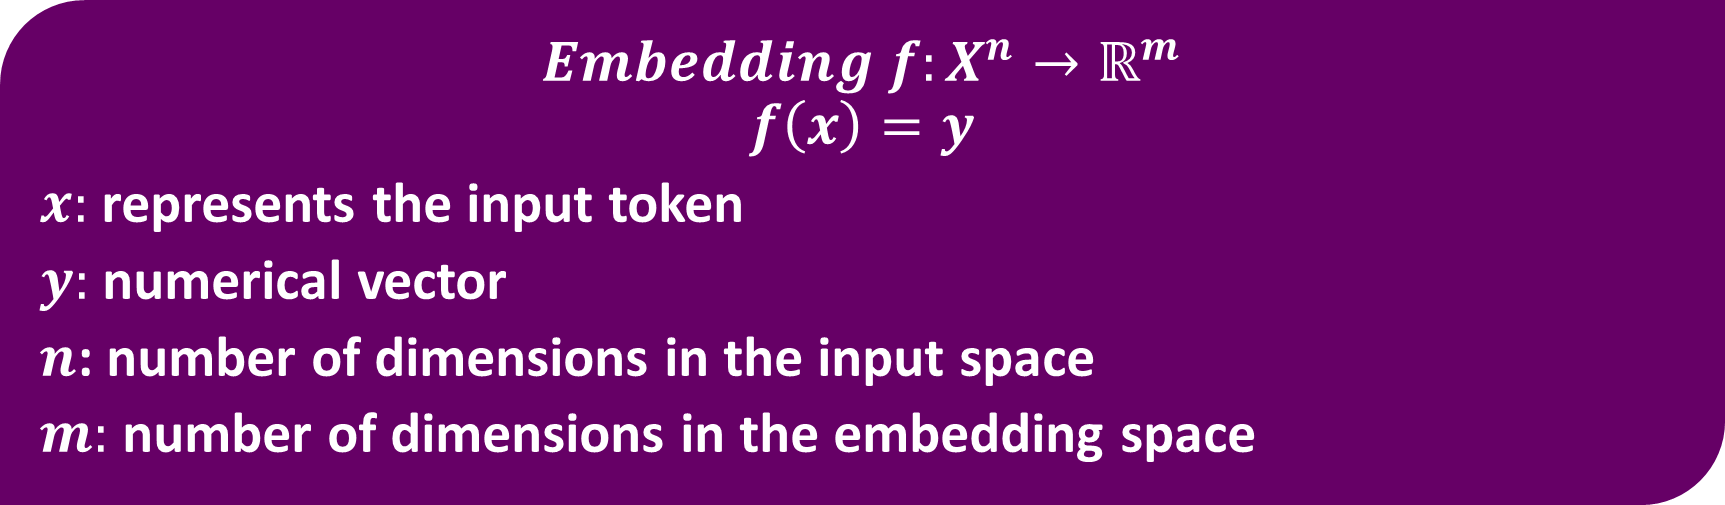 Embedding f: Xⁿ → ℝᵐ
f(x) = y
x: represents the input token
y: numerical vector
n: number of dimensions in the input space
m: number of dimensions in the embedding space